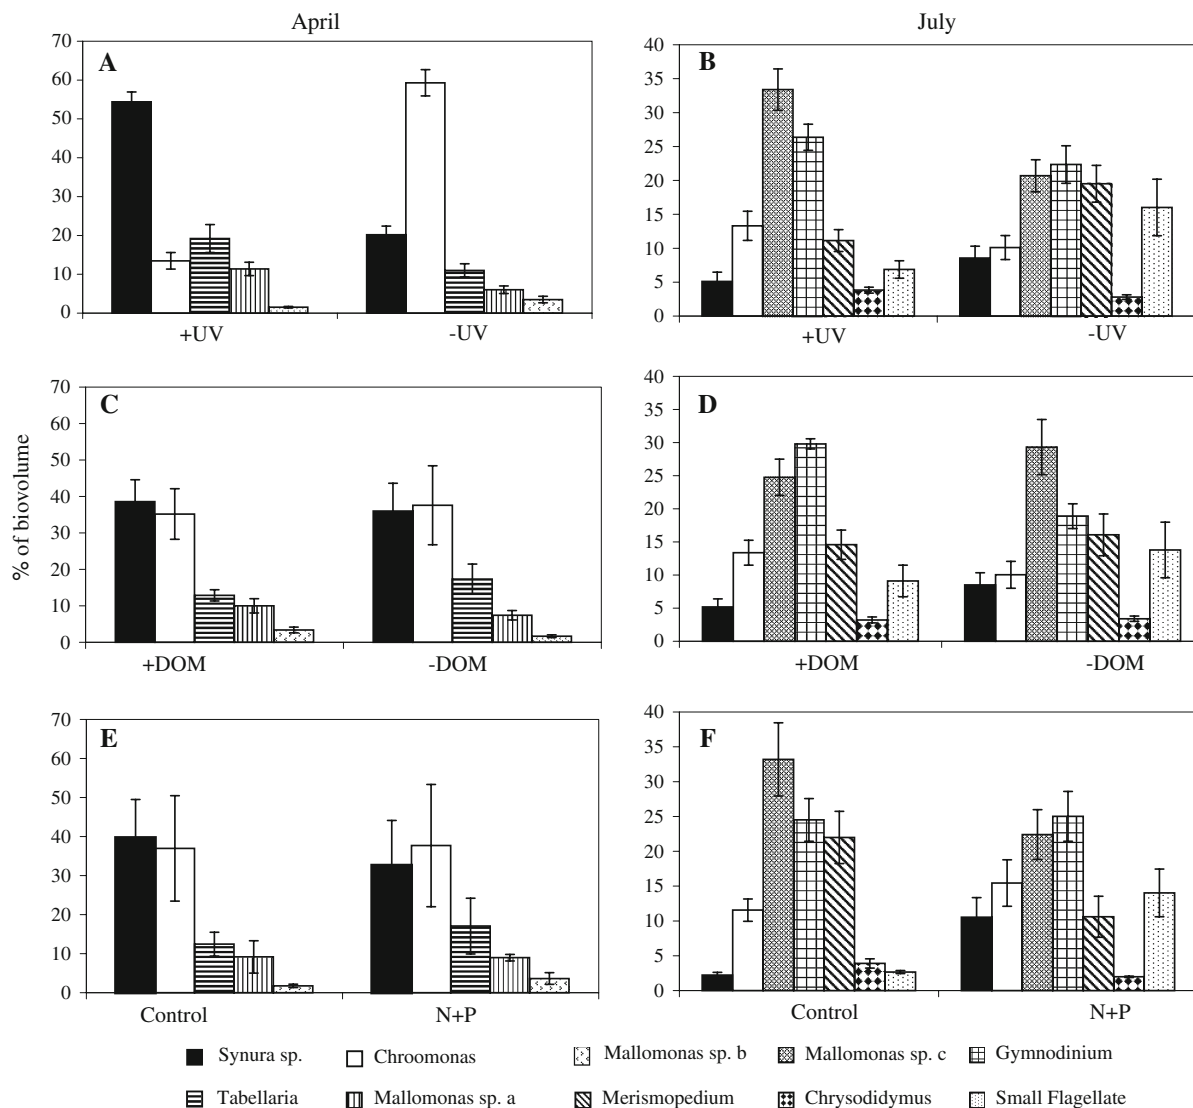 April
July
A
70
60
50
40
30
20
10
0
+UV
-UV
B
40
35
30
25
20
15
10
5
0
+UV
-UV
% of biovolume
C
70
60
50
40
30
20
10
0
+DOM
-DOM
D
40
35
30
25
20
15
10
5
0
+DOM
-DOM
E
70
60
50
40
30
20
10
0
Control
N+P
F
40
35
30
25
20
15
10
5
0
Control
N+P
Synura sp.
Chroomonas
Mallomonas sp. b
Mallomonas sp. c
Gymnodinium
Tabellaria
Mallomonas sp. a
Merismopedium
Chrysodidymus
Small Flagellate